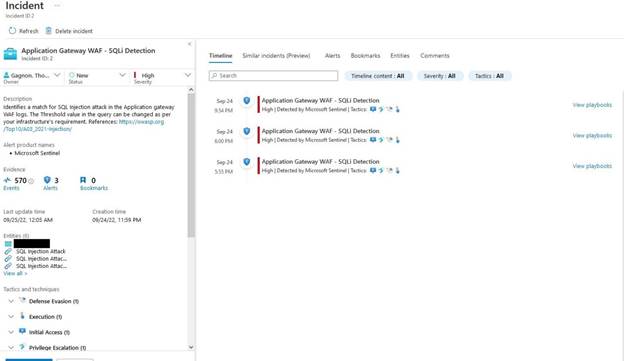 Incident
Incident ID 2
Refresh
Delete incident
Application Gateway WAF - SQLi Detection
Incident ID: 2
Gagnon, Tho...
Owner
New
Status
High
Severity
Description
Identifies a match for SQL Injection attack in the Application gateway
WAF logs. The Threshold value in the query can be changed as per
your infrastructure's requirement. References: https://owasp.org
/Top10/A03_2021-Injection/
Alert product names
• Microsoft Sentinel
Evidence
570
Events
3
Alerts
0
Bookmarks
Last update time
09/25/22, 12:05 AM
Creation time
09/24/22, 11:59 PM
Entities (6)
SQL Injection Attack
SQL Injection Attac...
SQL Injection Attac...
View all >
Tactics and techniques
Defense Evasion (1)
Execution (1)
Initial Access (1)
Privilege Escalation (1)
Timeline
Similar incidents (Preview)
Alerts
Bookmarks
Entities
Comments
Search
Timeline content : All
Severity : All
Tactics : All
Sep 24
9:54 PM
Application Gateway WAF - SQLI Detection
High | Detected by Microsoft Sentinel | Tactics:
View playbooks
Sep 24
6:00 PM
Application Gateway WAF - SQLI Detection
High | Detected by Microsoft Sentinel | Tactics:
View playbooks
Sep 24
5:55 PM
Application Gateway WAF - SQLI Detection
High | Detected by Microsoft Sentinel | Tactics:
View playbooks